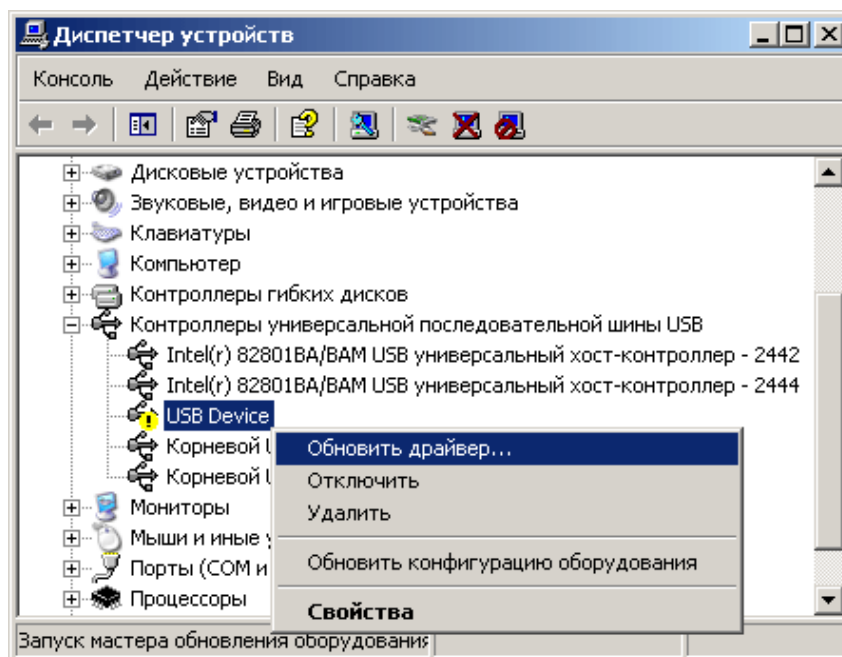 Диспетчер устройств
Консоль Действие Вид Справка
Дисковые устройства
Звуковые, видео и игровые устройства
Клавиатуры
Компьютер
Контроллеры гибких дисков
Контроллеры универсальной последовательной шины USB
Intel(r) 82801BA/BAM USB универсальный хост-контроллер - 2442
Intel(r) 82801BA/BAM USB универсальный хост-контроллер - 2444
USB Device
Корневой
Обновить драйвер...
Корневой
Отключить
Мониторы
Удалить
Мыши и иные
Порты (COM и
Обновить конфигурацию оборудования
Процессоры
Свойства
Запуск мастера обновления оборудования